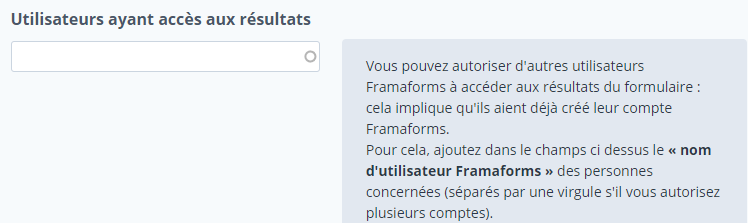 Utilisateurs ayant accès aux résultats
Vous pouvez autoriser d'autres utilisateurs
Framaforms à accéder aux résultats du formulaire :
cela implique qu'ils aient déjà créé leur compte
Framaforms.
Pour cela, ajoutez dans le champs ci dessus le « nom
d'utilisateur Framaforms » des personnes
concernées (séparés par une virgule s'il vous autorisez
plusieurs comptes).